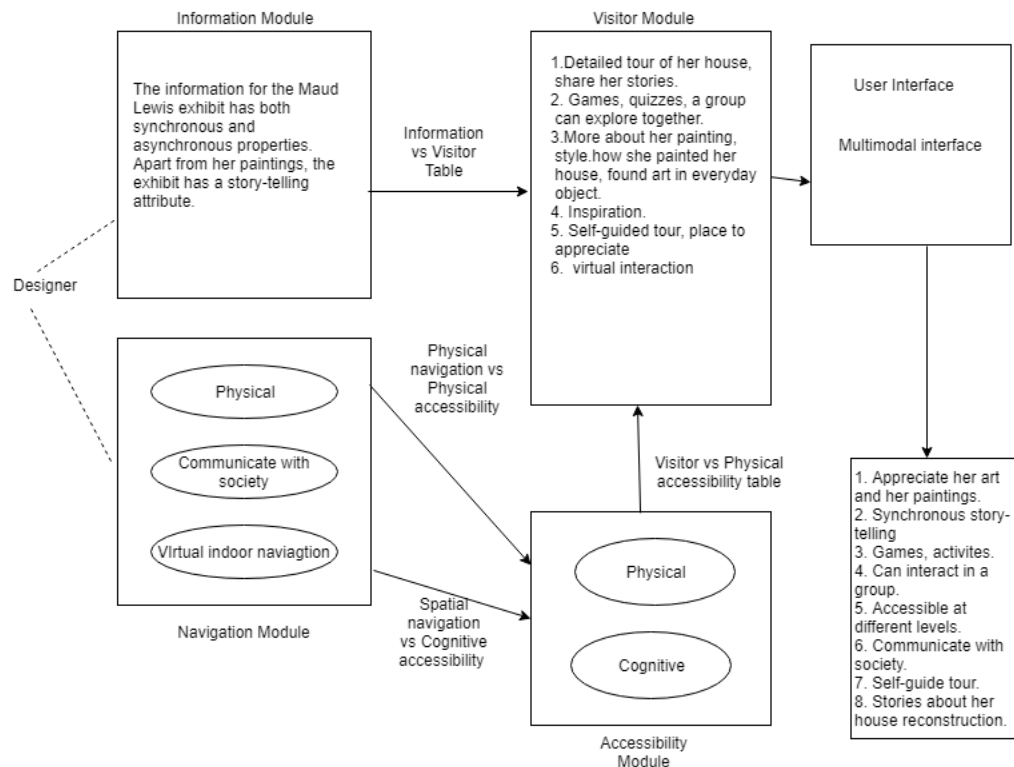 Information Module
The information for the Maud
Lewis exhibit has both
synchronous and
asynchronous properties.
Apart from her paintings, the
exhibit has a story-telling
attribute.
Information
vs Visitor
Table
Visitor Module
1.Detailed tour of her house,
share her stories.
2. Games, quizzes, a group
can explore together.
3.More about her painting,
style.how she painted her
house, found art in everyday
object.
4. Inspiration.
5. Self-guided tour, place to
appreciate
6. virtual interaction
User Interface
Multimodal interface
Designer
Physical
Communicate with
society
VIrtual indoor naviagtion
Navigation Module
Physical
navigation vs
Physical
accessibility
Spatial
navigation
vs Cognitive
accessibility
Visitor vs Physical
accessibility table
Physical
Cognitive
Accessibility
Module
1. Appreciate her art
and her paintings.
2. Synchronous story-
telling
3. Games, activites.
4. Can interact in a
group.
5. Accessible at
different levels.
6. Communicate with
society.
7. Self-guide tour.
8. Stories about her
house reconstruction.